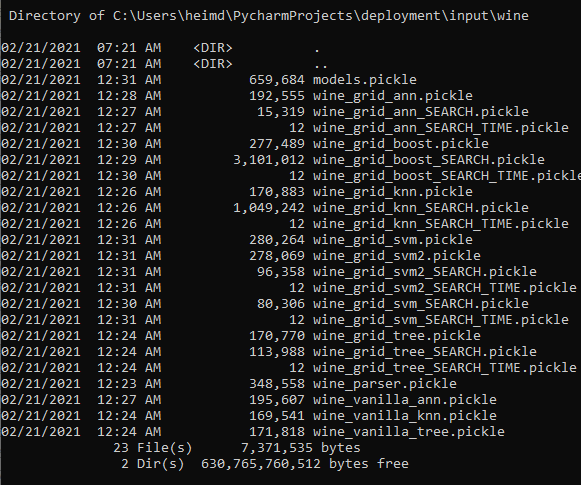 Directory of C:\Users\heimd\PycharmProjects\deployment\input\wine
02/21/2021  07:21 AM    <DIR>          .
02/21/2021  07:21 AM    <DIR>          ..
02/21/2021  12:31 AM           659,684 models.pickle
02/21/2021  12:28 AM           192,555 wine_grid_ann.pickle
02/21/2021  12:27 AM            15,319 wine_grid_ann_SEARCH.pickle
02/21/2021  12:27 AM                12 wine_grid_ann_SEARCH_TIME.pickle
02/21/2021  12:30 AM           277,489 wine_grid_boost.pickle
02/21/2021  12:29 AM         3,101,012 wine_grid_boost_SEARCH.pickle
02/21/2021  12:30 AM                12 wine_grid_boost_SEARCH_TIME.pickle
02/21/2021  12:26 AM           170,883 wine_grid_knn.pickle
02/21/2021  12:26 AM         1,049,242 wine_grid_knn_SEARCH.pickle
02/21/2021  12:26 AM                12 wine_grid_knn_SEARCH_TIME.pickle
02/21/2021  12:31 AM           280,264 wine_grid_svm.pickle
02/21/2021  12:31 AM           278,069 wine_grid_svm2.pickle
02/21/2021  12:31 AM            96,358 wine_grid_svm2_SEARCH.pickle
02/21/2021  12:31 AM                12 wine_grid_svm2_SEARCH_TIME.pickle
02/21/2021  12:30 AM            80,306 wine_grid_svm_SEARCH.pickle
02/21/2021  12:31 AM                12 wine_grid_svm_SEARCH_TIME.pickle
02/21/2021  12:24 AM           170,770 wine_grid_tree.pickle
02/21/2021  12:24 AM           113,988 wine_grid_tree_SEARCH.pickle
02/21/2021  12:24 AM                12 wine_grid_tree_SEARCH_TIME.pickle
02/21/2021  12:23 AM           348,558 wine_parser.pickle
02/21/2021  12:27 AM           195,607 wine_vanilla_ann.pickle
02/21/2021  12:24 AM           169,541 wine_vanilla_knn.pickle
02/21/2021  12:24 AM           171,818 wine_vanilla_tree.pickle
23 File(s)      7,371,535 bytes
2 Dir(s)  630,765,760,512 bytes free